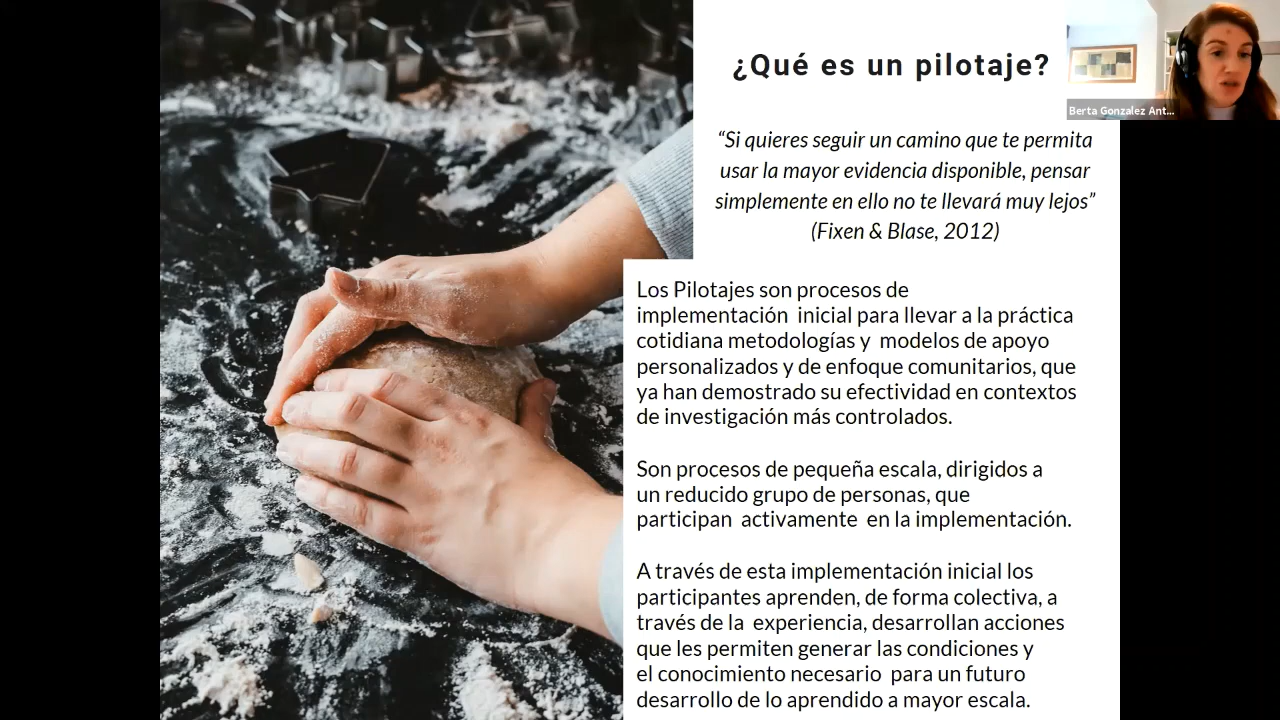 ¿Qué es un pilotaje?
Berta Gonzalez Ant...
“Si quieres seguir un camino que te permita
usar la mayor evidencia disponible, pensar
simplemente en ello no te llevará muy lejos”
(Fixen & Blase, 2012)
Los Pilotajes son procesos de
implementación inicial para llevar a la práctica
cotidiana metodologías y modelos de apoyo
personalizados y de enfoque comunitarios, que
ya han demostrado su efectividad en contextos
de investigación más controlados.
Son procesos de pequeña escala, dirigidos a
un reducido grupo de personas, que
participan activamente en la implementación.
A través de esta implementación inicial los
participantes aprenden, de forma colectiva, a
través de la experiencia, desarrollan acciones
que les permiten generar las condiciones y
el conocimiento necesario para un futuro
desarrollo de lo aprendido a mayor escala.